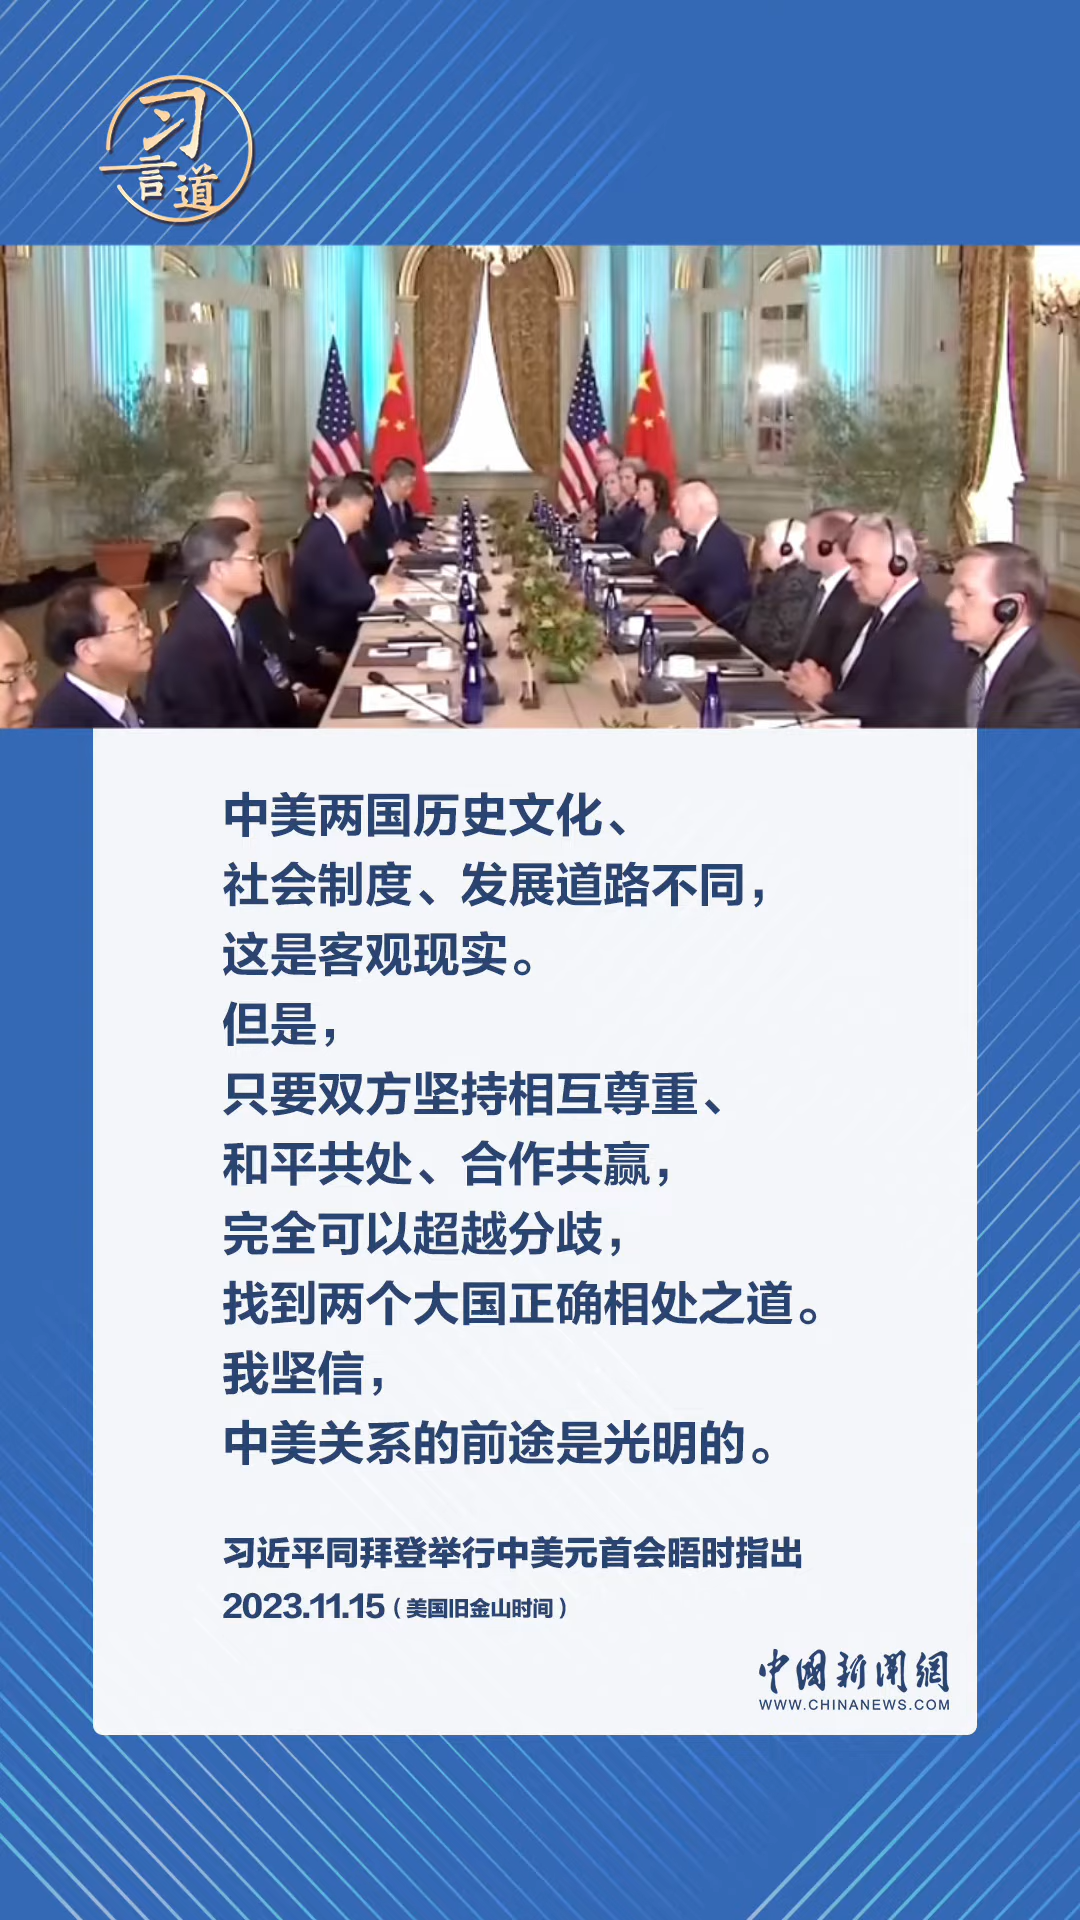 习
言道
中美两国历史文化、
社会制度、发展道路不同，
这是客观现实。
但是，
只要双方坚持相互尊重、
和平共处、合作共赢，
完全可以超越分歧，
找到两个大国正确相处之道。
我坚信，
中美关系的前途是光明的。
习近平同拜登举行中美元首会晤时指出
2023.11.15（美国旧金山时间）
中国新闻網
WWW.CHINANEWS.COM